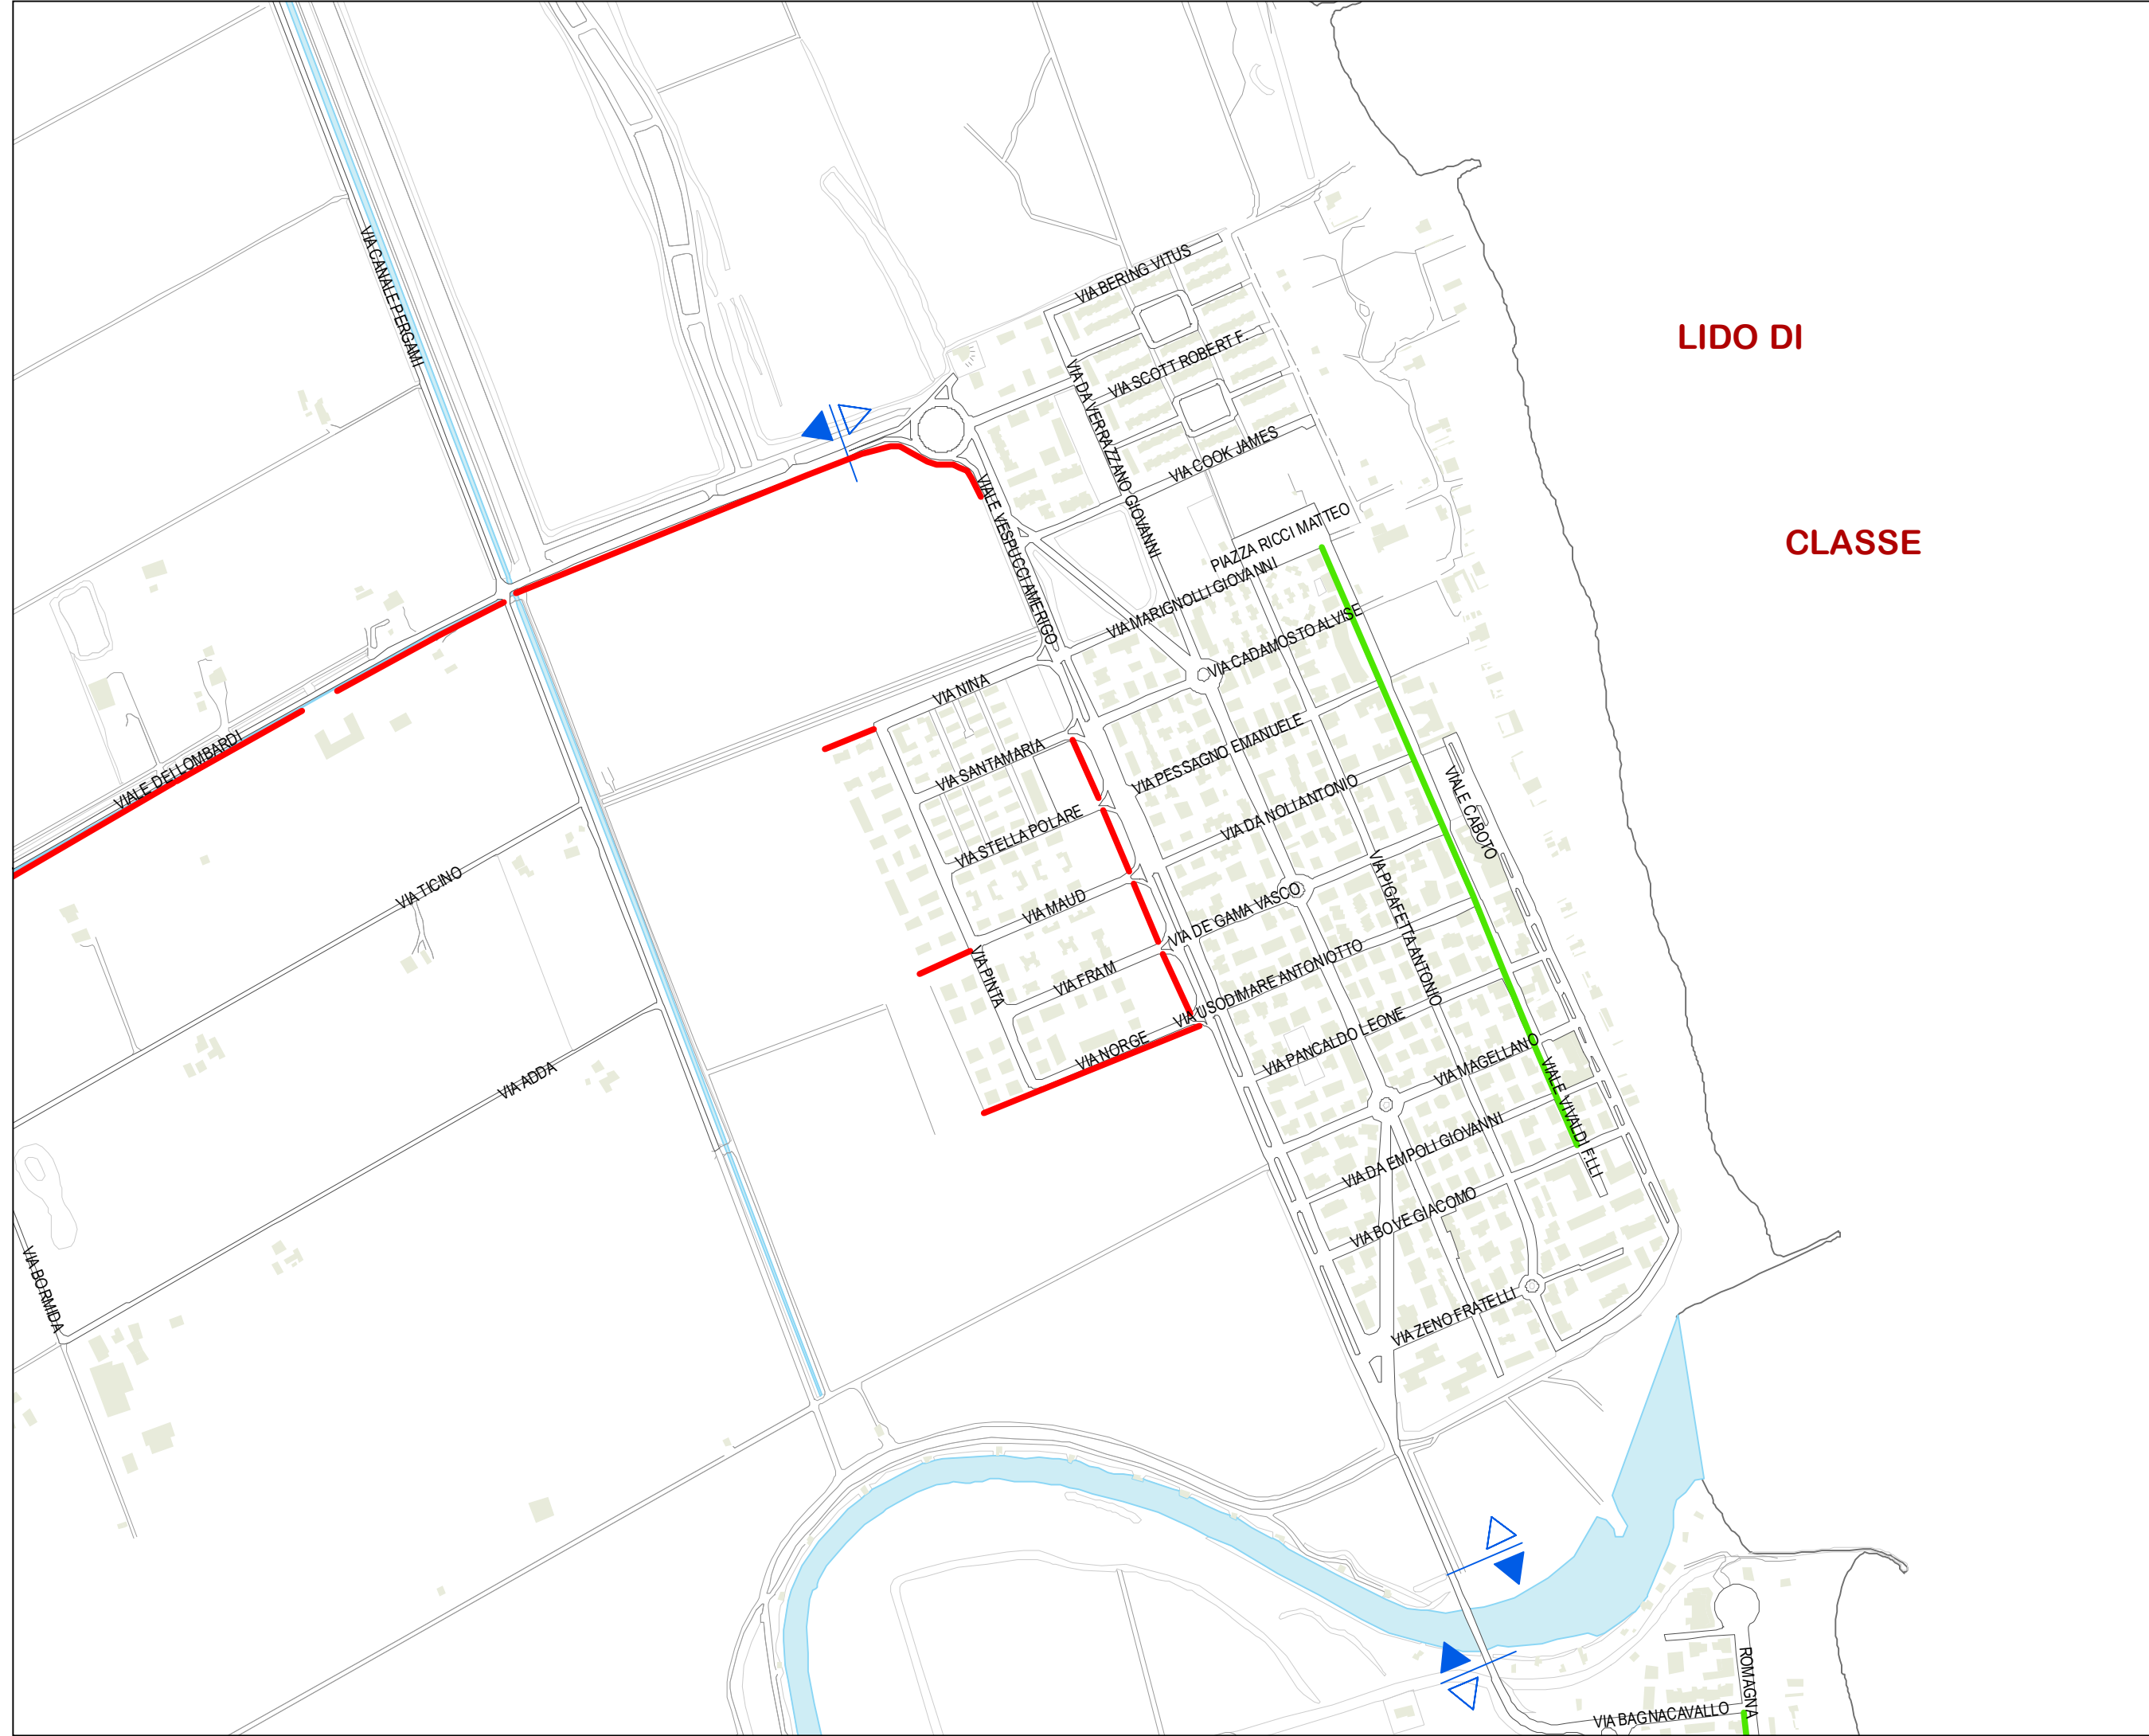 VIA CANALE PERGAMI
VIA BERING VITUS
LIDO DI
VIA SCOTT ROBERT F.
VIA DA VERRAZZANO GIOVANNI
VIA COOK JAMES
VIALE VESPUCCI AMERIGO
PIAZZA RICCI MATTEO
CLASSE
VIA MARIGNOLLI GIOVANNI
VIA CADAMOSTO ALVISE
VIA NINA
VIA SANTAMARIA
VIA PESSAGNO EMANUELE
VIALE DEI LOMBARDI
VIA STELLA POLARE
VIA DA NOLI ANTONIO
VIALE CABOTO
VIA TICINO
VIA MAUD
VIA DE GAMA VASCO
VIA PIGAFETTA ANTONIO
VIA PINTA
VIA FRAM
VIA USODIMARE ANTONIOTTO
VIA NORGE
VIA PANCALDO LEONE
VIA MAGELLANO
VIA ADDA
VIALE VIVALDI F.LLI
VIA DA EMPOLI GIOVANNI
VIA BOVE GIACOMO
VIA BORMIDA
VIA ZENO FRATELLI
ROMAGNA
VIA BAGNACAVALLO